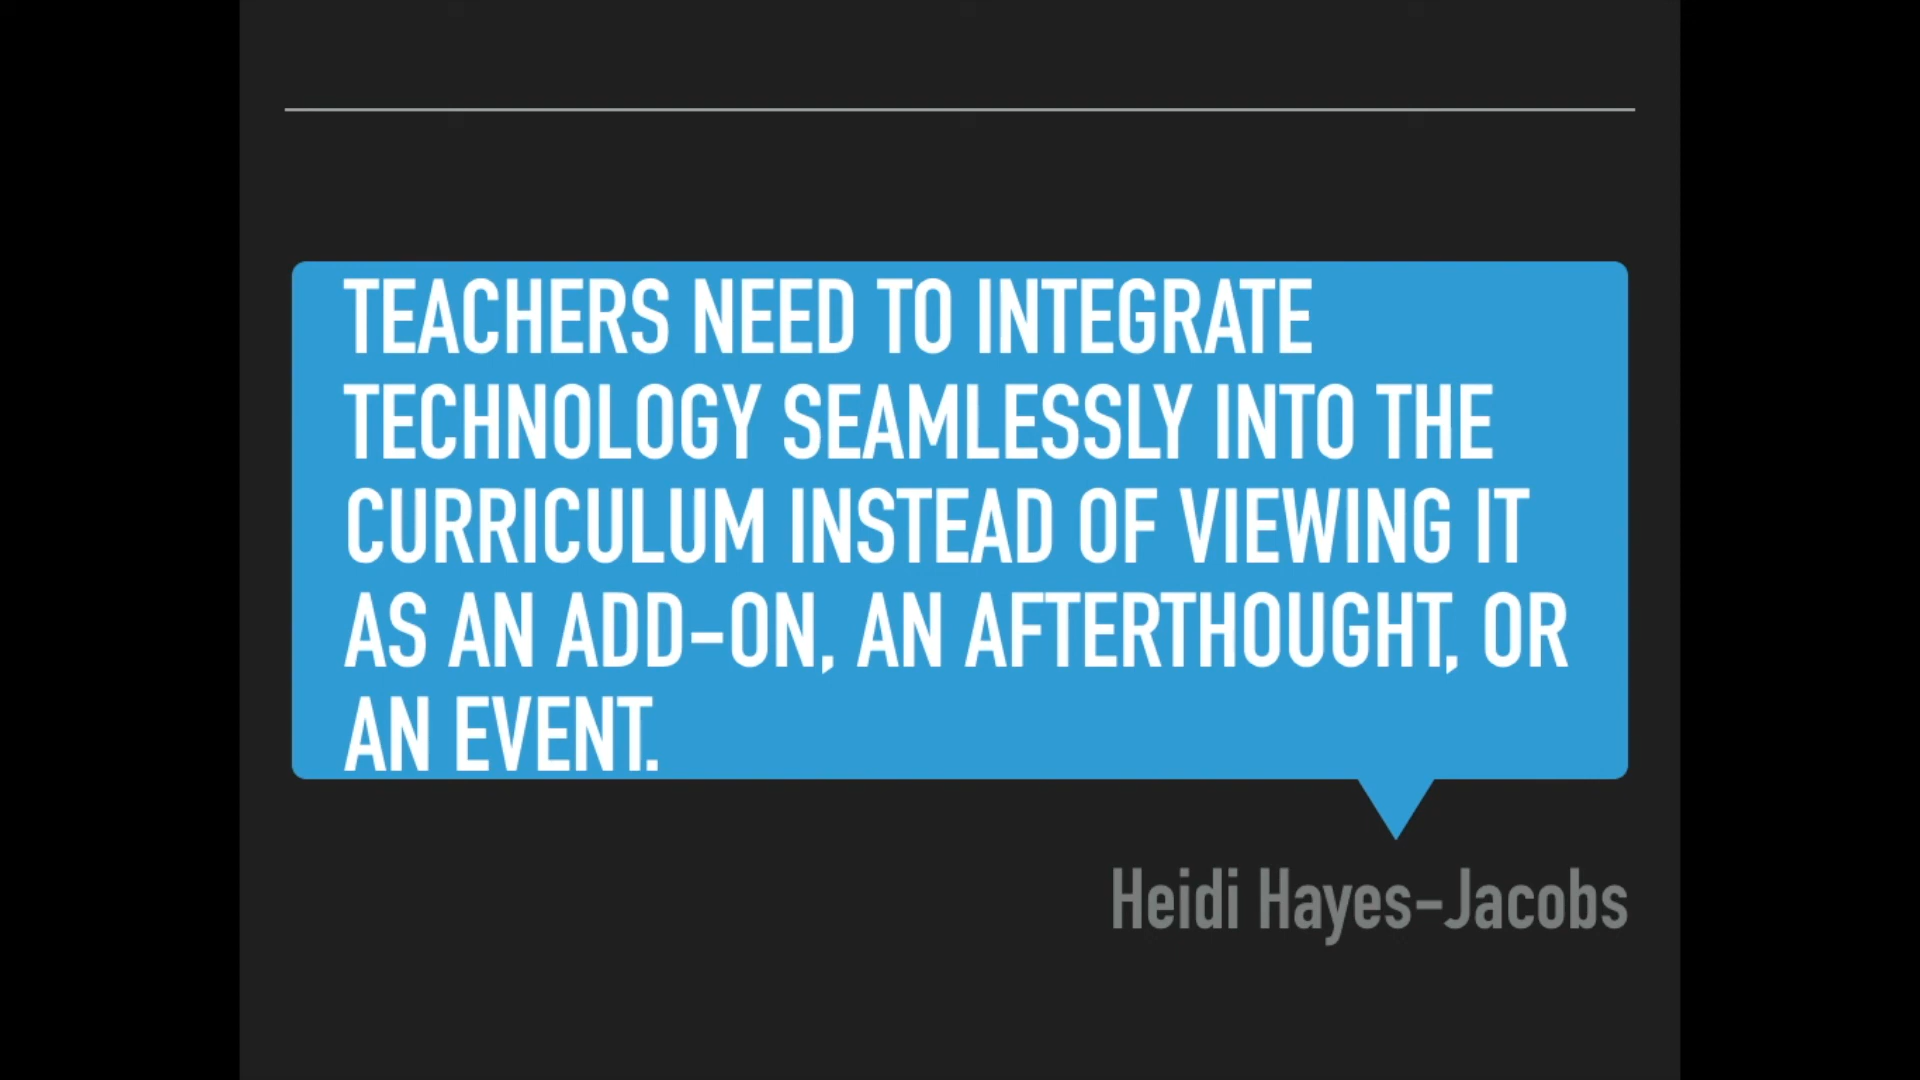 TEACHERS NEED TO INTEGRATE
TECHNOLOGY SEAMLESSLY INTO THE
CURRICULUM INSTEAD OF VIEWING IT
AS AN ADD-ON, AN AFTERTHOUGHT, OR
AN EVENT.
Heidi Hayes-Jacobs